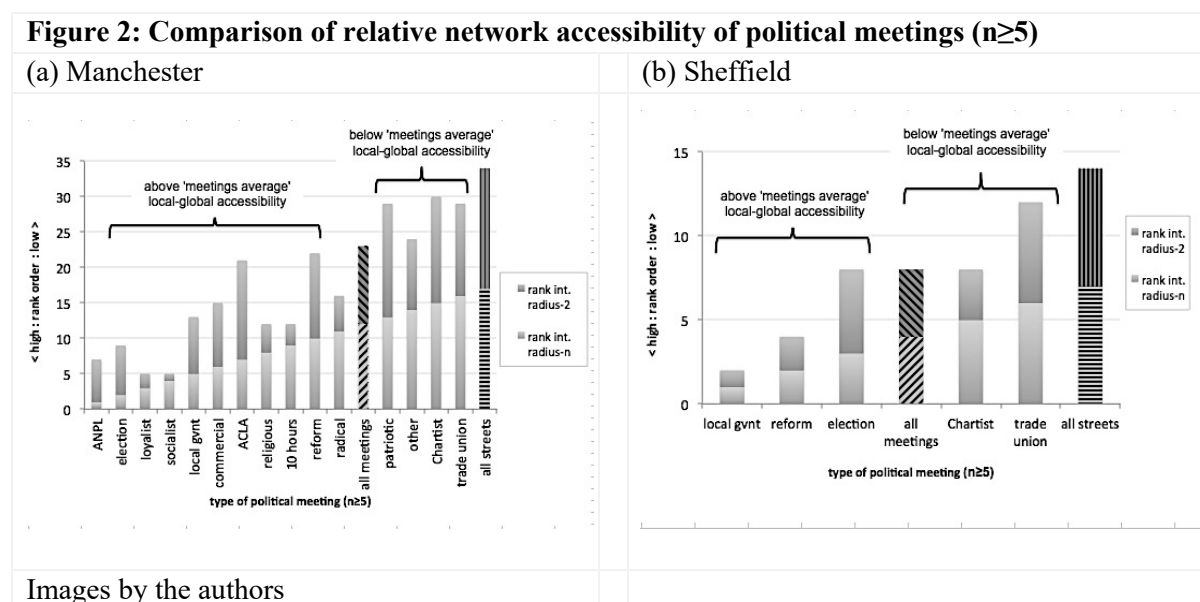 Figure 2: Comparison of relative network accessibility of political meetings (n≥5)
(a) Manchester
below 'meetings average'
local-global accessibility
above 'meetings average'
local-global accessibility
< high : rank order : low >
35
30
25
20
15
10
5
0
rank int.
radius-2
rank int.
radius-n
ANPL
election
loyalist
socialist
local gvnt
commercial
ACLA
religious
10 hours
reform
radical
all meetings
patriotic
other
Chartist
trade union
all streets
type of political meeting (n≥5)
(b) Sheffield
below 'meetings average'
local-global accessibility
above 'meetings average'
local-global accessibility
< high : rank order : low >
15
10
5
0
rank int.
radius-2
rank int.
radius-n
local gvnt reform election all Chartist trade all streets
meetings union
type of political meeting (n≥5)
Images by the authors